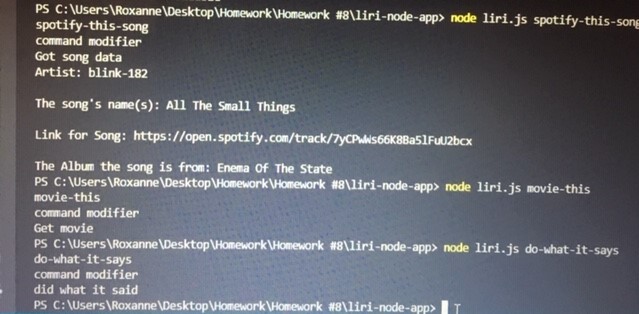 PS C:\Users\Roxanne\Desktop\Homework\Homework #8\liri-node-app> node liri.js spotify-this-song
spotify-this-song
command modifier
Got song data
Artist: blink-182
The song's name(s): All The Small Things
Link for Song: https://open.spotify.com/track/7yCPwWs66K8Ba5lFuU2bcx
The Album the song is from: Enema Of The State
PS C:\Users\Roxanne\Desktop\Homework\Homework #8\liri-node-app> node liri.js movie-this
movie-this
command modifier
Get movie
PS C:\Users\Roxanne\Desktop\Homework\Homework #8\liri-node-app> node liri.js do-what-it-says
do-what-it-says
command modifier
did what it said
PS C:\Users\Roxanne\Desktop\Homework\Homework #8\liri-node-app>